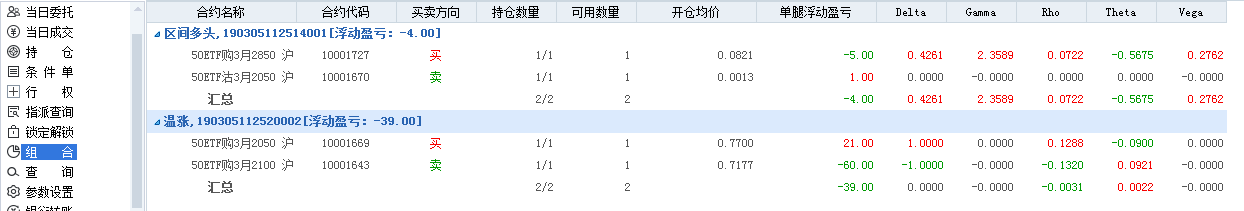 当日委托
当日成交
持 仓
条 件 单
行 权
指派查询
锁定解锁
组 合
查 询
参数设置
合约名称 合约代码 买卖方向 持仓数量 可用数量 开仓均价 单腿浮动盈亏 Delta Gamma Rho Theta Vega
区间多头,190305112514001[浮动盈亏: -4.00]
50ETF购3月2850 沪 10001727 买 1/1 1 0.0821 -5.00 0.4261 2.3589 0.0722 -0.5675 0.2762
50ETF沽3月2050 沪 10001670 卖 1/1 1 0.0013 1.00 0.0000 -0.0000 0.0000 0.0000 -0.0000
汇总 2/2 2 -4.00 0.4261 2.3589 0.0722 -0.5675 0.2762
温涨,190305112520002[浮动盈亏: -39.00]
50ETF购3月2050 沪 10001669 买 1/1 1 0.7700 21.00 1.0000 0.0000 0.1288 -0.0900 0.0000
50ETF购3月2100 沪 10001643 卖 1/1 1 0.7177 -60.00 -1.0000 -0.0000 -0.1320 0.0921 -0.0000
汇总 2/2 2 -39.00 0.0000 -0.0000 -0.0031 0.0022 -0.0000